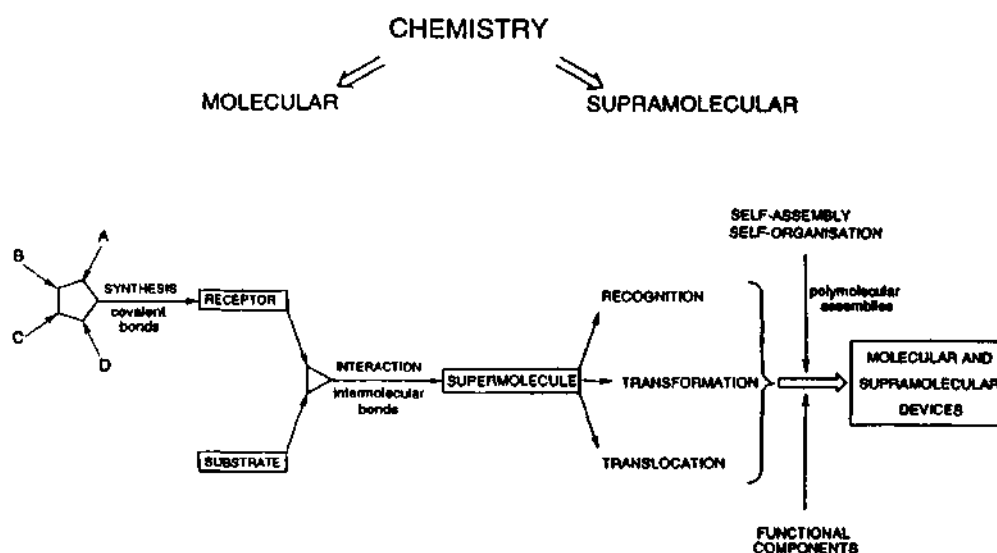 CHEMISTRY
MOLECULAR
SUPRAMOLECULAR
SELF-ASSEMBLY
SELF-ORGANISATION
A
B
SYNTHESIS
covalent
bonds
C
D
RECEPTOR
SUBSTRATE
INTERACTION
intermolecular
bonds
SUPERMOLECULE
RECOGNITION
TRANSFORMATION
TRANSLOCATION
polymolecular
assemblies
MOLECULAR AND
SUPRAMOLECULAR
DEVICES
FUNCTIONAL
COMPONENTS